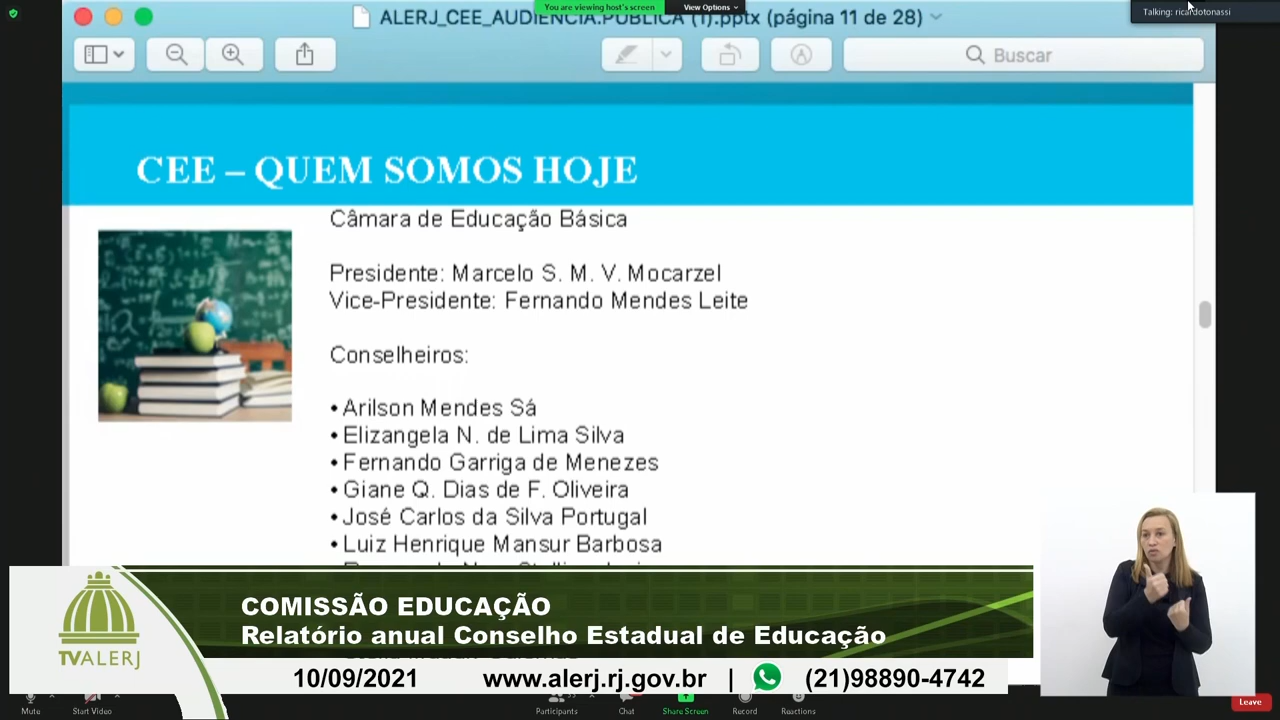 You are viewing host's screen
View Options
Talking: ricardotonassi
ALERJ_CEE_AUDIENCIA.PUBLICA (1).pptx (página 11 de 28)
Buscar
CEE – QUEM SOMOS HOJE
Câmara de Educação Básica
Presidente: Marcelo S. M. V. Mocarzel
Vice-Presidente: Fernando Mendes Leite
Conselheiros:
• Arilson Mendes Sá
• Elizangela N. de Lima Silva
• Fernando Garriga de Menezes
• Giane Q. Dias de F. Oliveira
• José Carlos da Silva Portugal
• Luiz Henrique Mansur Barbosa
COMISSÃO EDUCAÇÃO
Relatório anual Conselho Estadual de Educação
TVALERJ
10/09/2021 www.alerj.rj.gov.br | (21)98890-4742
Mute Start Video Participants Chat Share Screen Record Reactions Leave